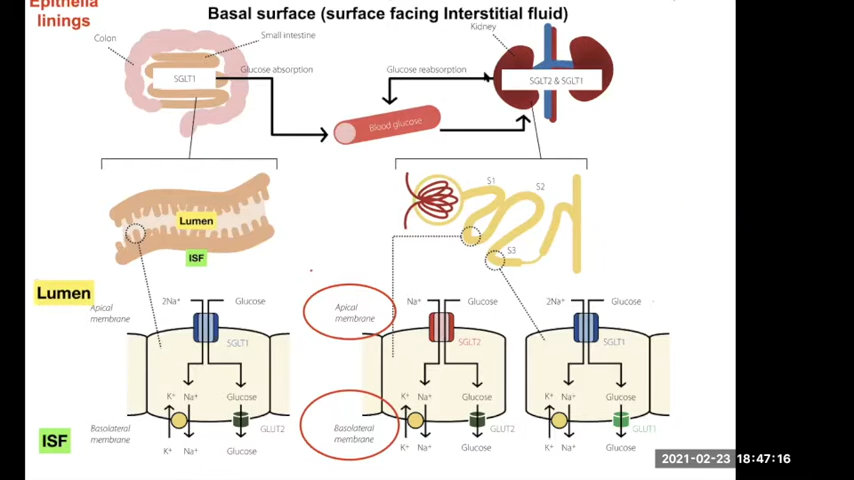 Epithelia
linings
Basal surface (surface facing Interstitial fluid)
Colon
Small intestine
Kidney
SGLT1
Glucose absorption
Glucose reabsorption
SGLT2 & SGLT1
Blood glucose
S1
S2
S3
Lumen
ISF
Lumen
Apical
membrane
2Na⁺
Glucose
SGLT1
K⁺
Na⁺
Glucose
GLUT2
K⁺
Na⁺
Glucose
ISF
Basolateral
membrane
Apical
membrane
Na⁺
Glucose
SGLT2
K⁺
Na⁺
Glucose
Basolateral
membrane
GLUT2
K⁺
Na⁺
Glucose
2Na⁺
Glucose
SGLT1
K⁺
Na⁺
Glucose
GLUT1
K⁺
Na⁺
Glucose
2021-02-23 18:47:16